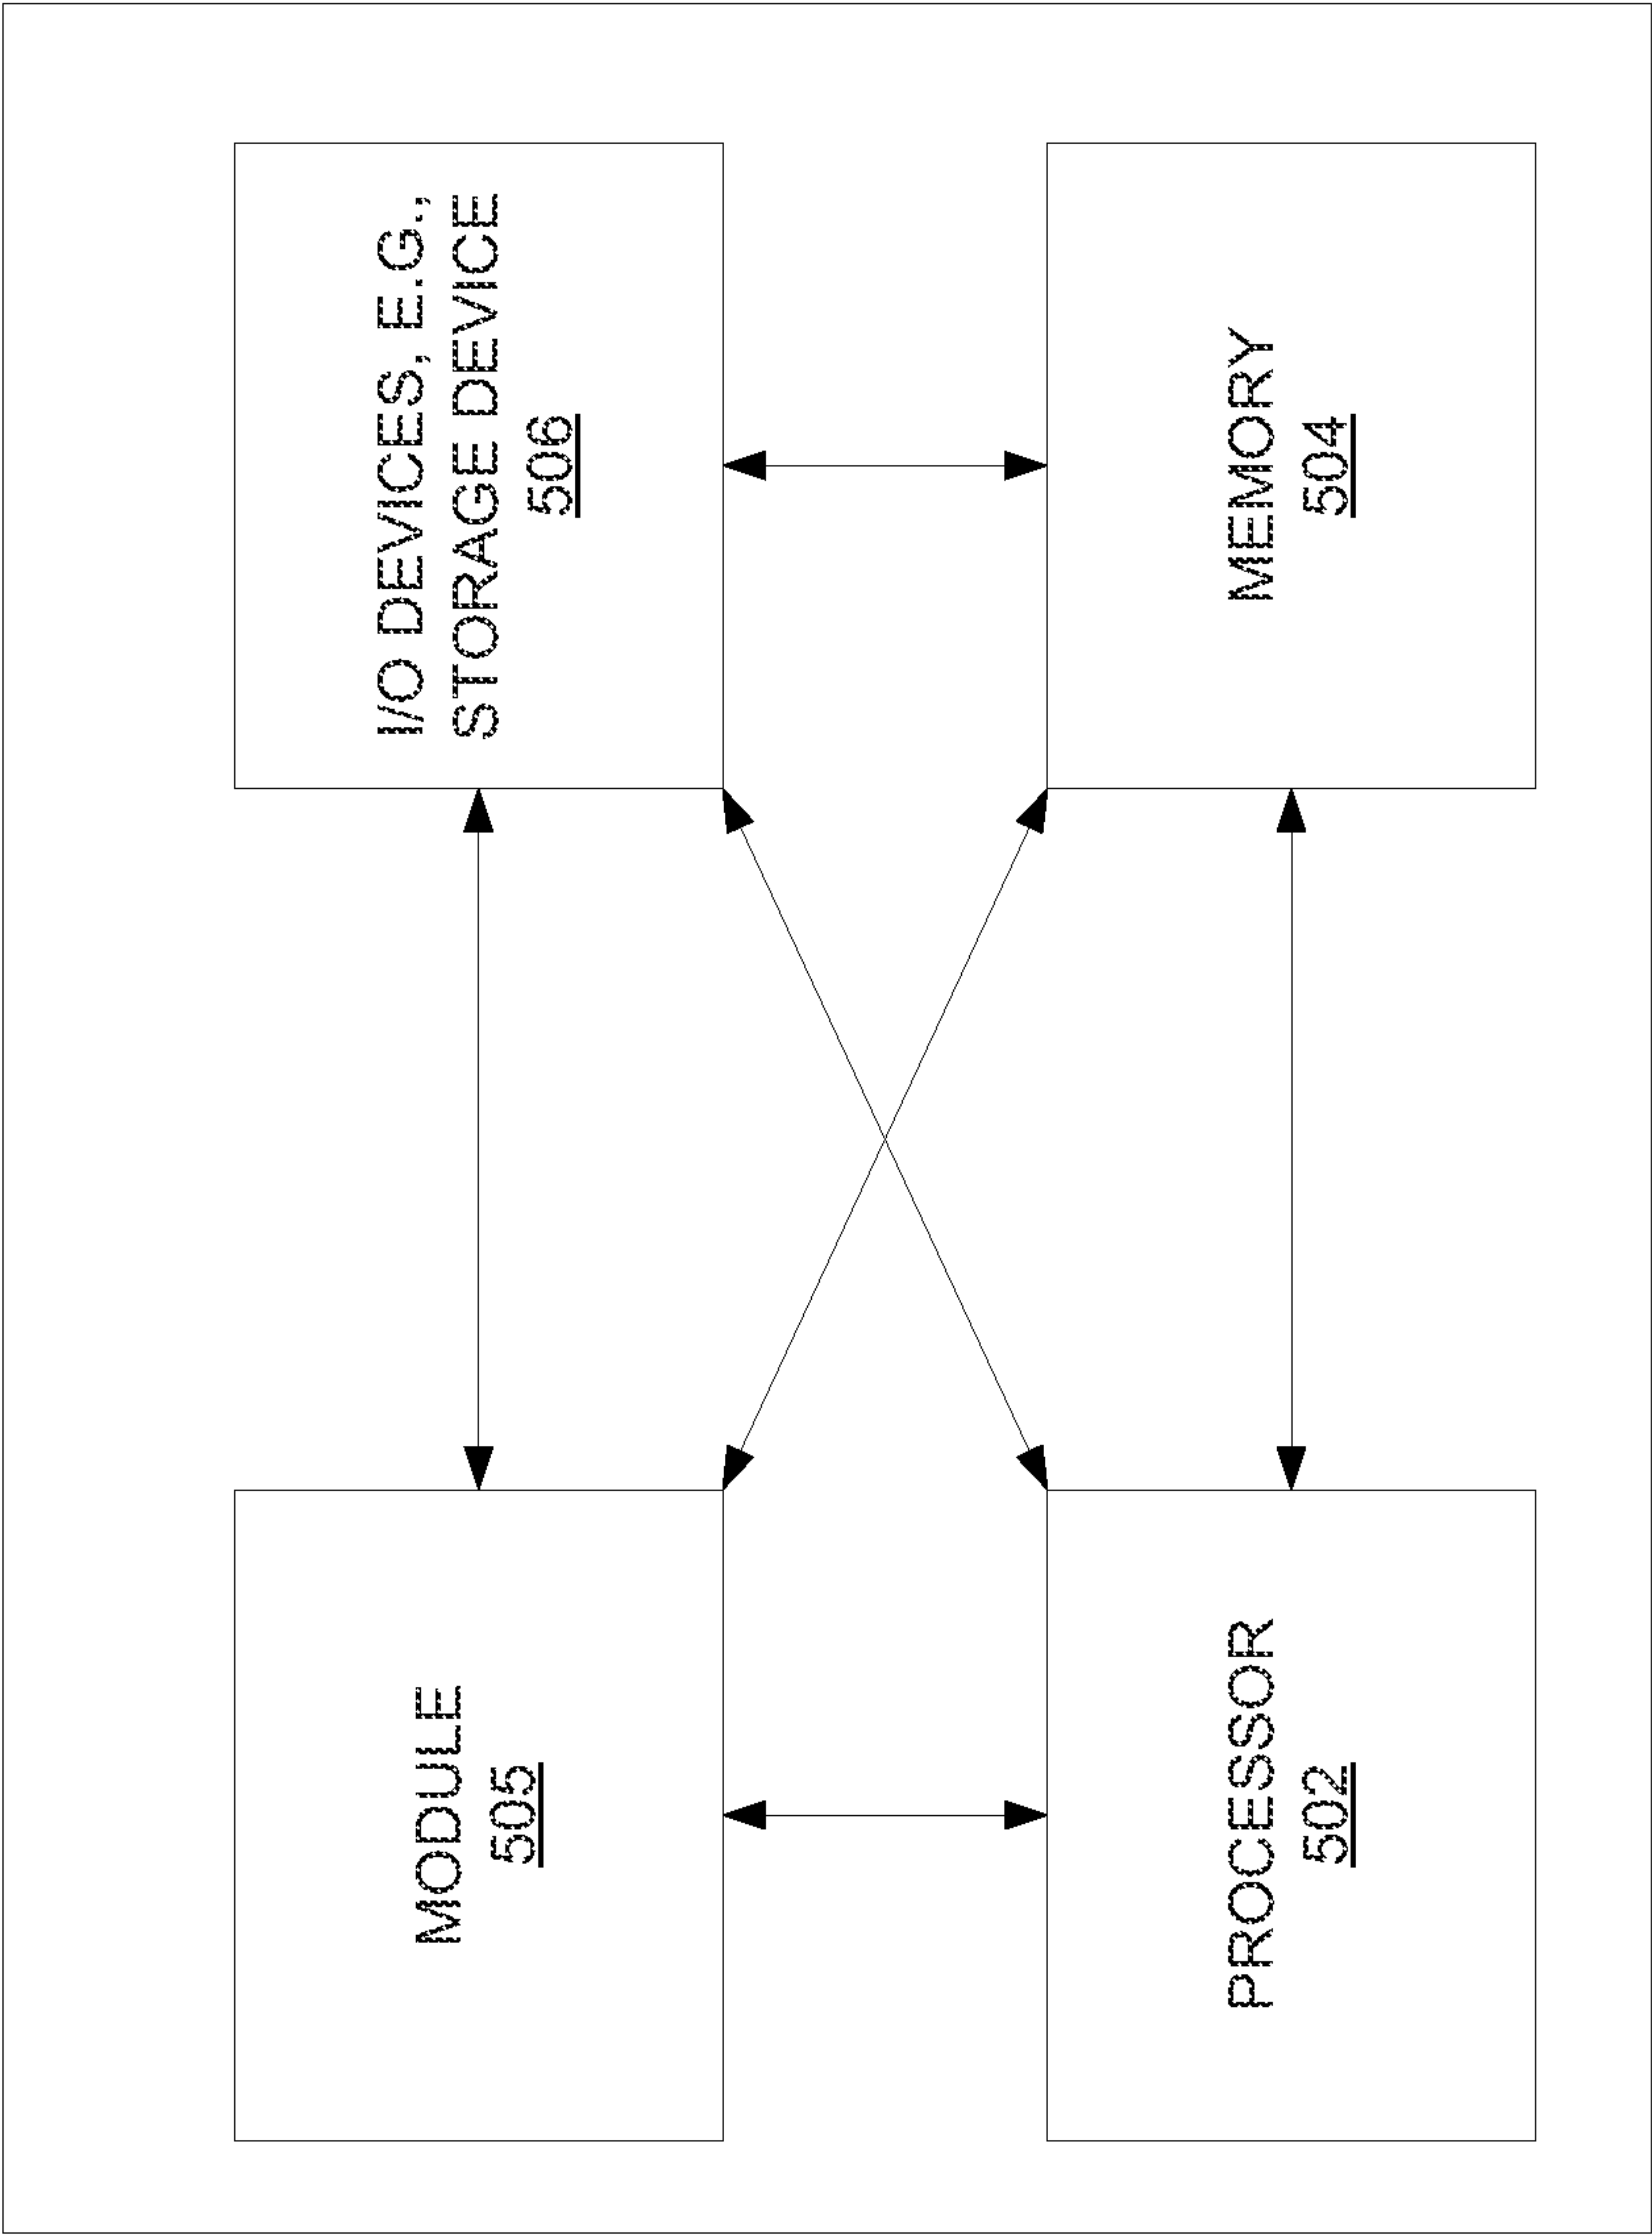 MODULE
505
I/O DEVICES, E.G.,
STORAGE DEVICE
506
PROCESSOR
502
MEMORY
504